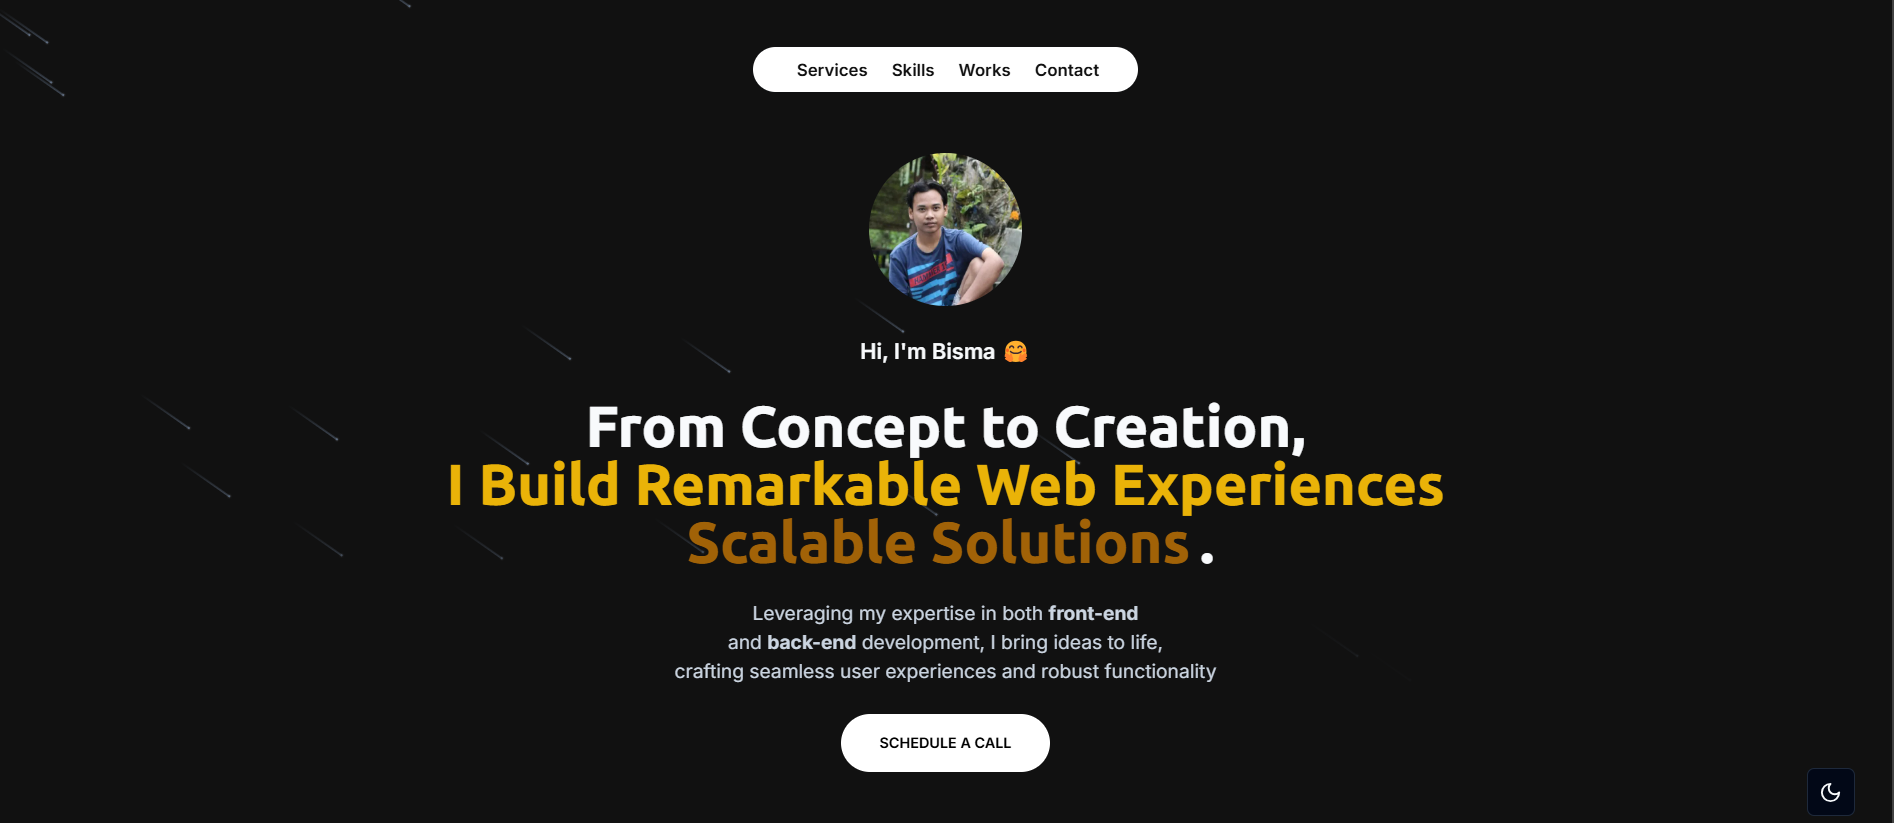 Services Skills Works Contact
Hi, I'm Bisma 🤗
From Concept to Creation,
I Build Remarkable Web Experiences
Scalable Solutions .
Leveraging my expertise in both front-end
and back-end development, I bring ideas to life,
crafting seamless user experiences and robust functionality
SCHEDULE A CALL